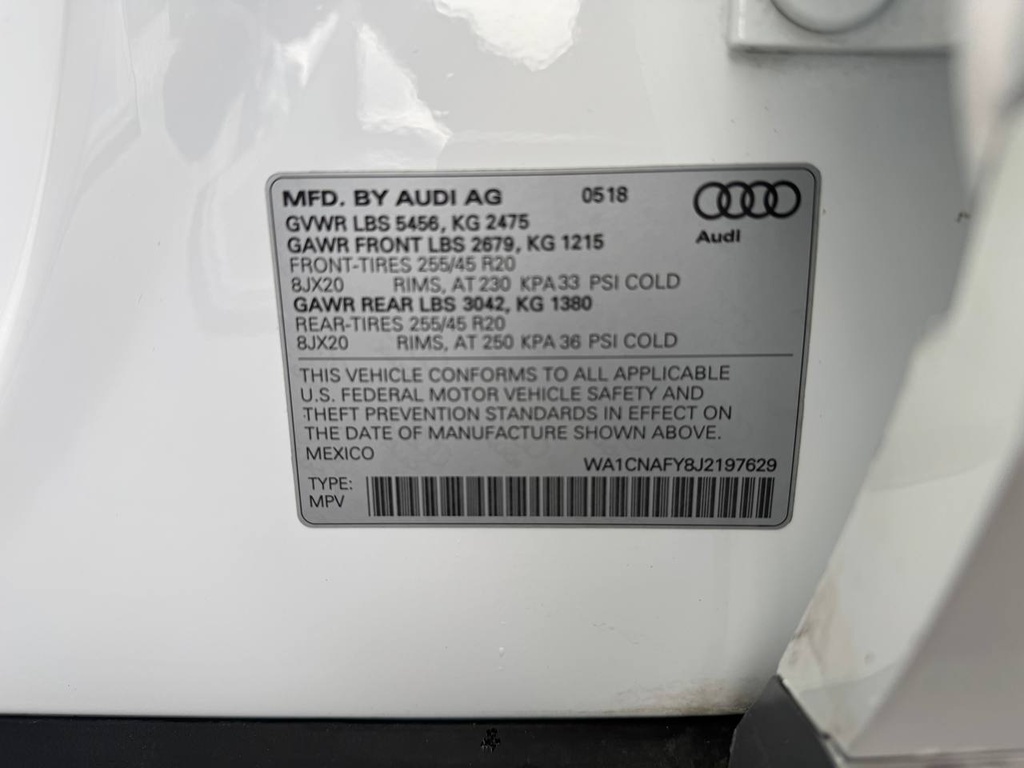 MFD. BY AUDI AG 0518
Audi
GVWR LBS 5456, KG 2475
GAWR FRONT LBS 2679, KG 1215
FRONT-TIRES 255/45 R20
8JX20 RIMS, AT 230 KPA 33 PSI COLD
GAWR REAR LBS 3042, KG 1380
REAR-TIRES 255/45 R20
8JX20 RIMS, AT 250 KPA 36 PSI COLD
THIS VEHICLE CONFORMS TO ALL APPLICABLE
U.S. FEDERAL MOTOR VEHICLE SAFETY AND
THEFT PREVENTION STANDARDS IN EFFECT ON
THE DATE OF MANUFACTURE SHOWN ABOVE.
MEXICO
WA1CNAFY8J2197629
TYPE:
MPV